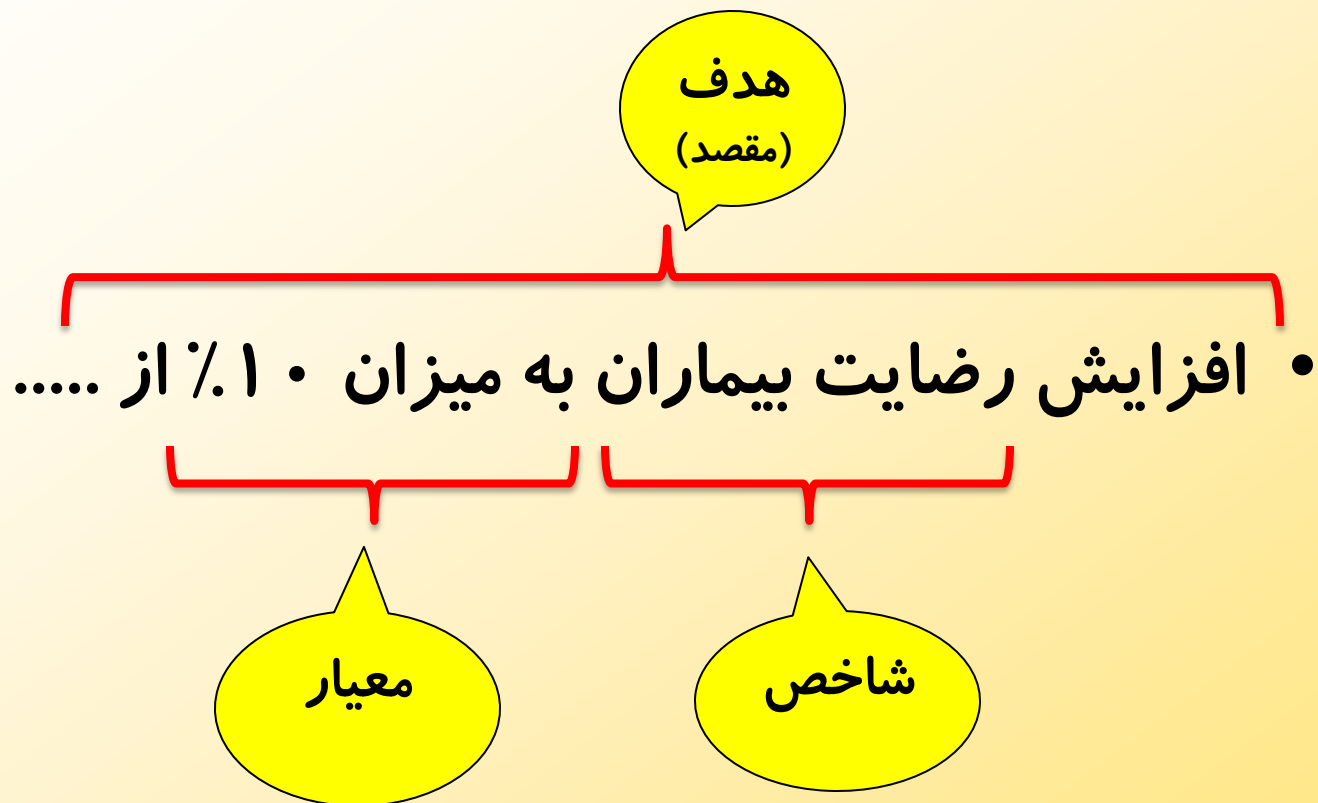 هدف
(مقصد)
• افزایش رضایت بیماران به میزان ۱۰٪ از .....
شاخص
معیار